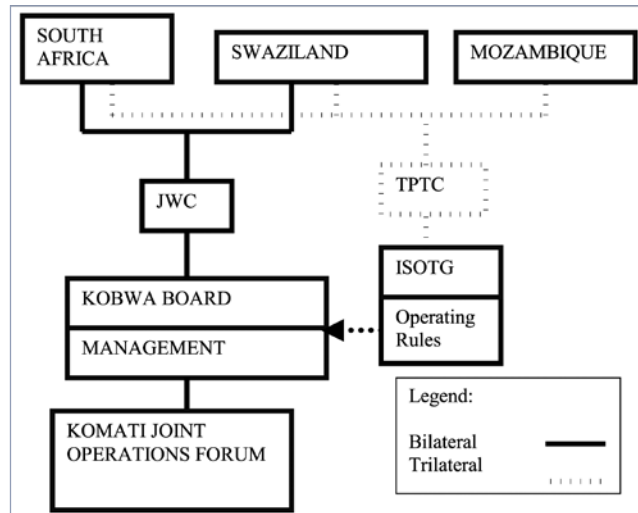 SOUTH
AFRICA
SWAZILAND
MOZAMBIQUE
JWC
TPTC
KOBWA BOARD
MANAGEMENT
ISOTG
Operating
Rules
KOMATI JOINT
OPERATIONS FORUM
Legend:
Bilateral
Trilateral